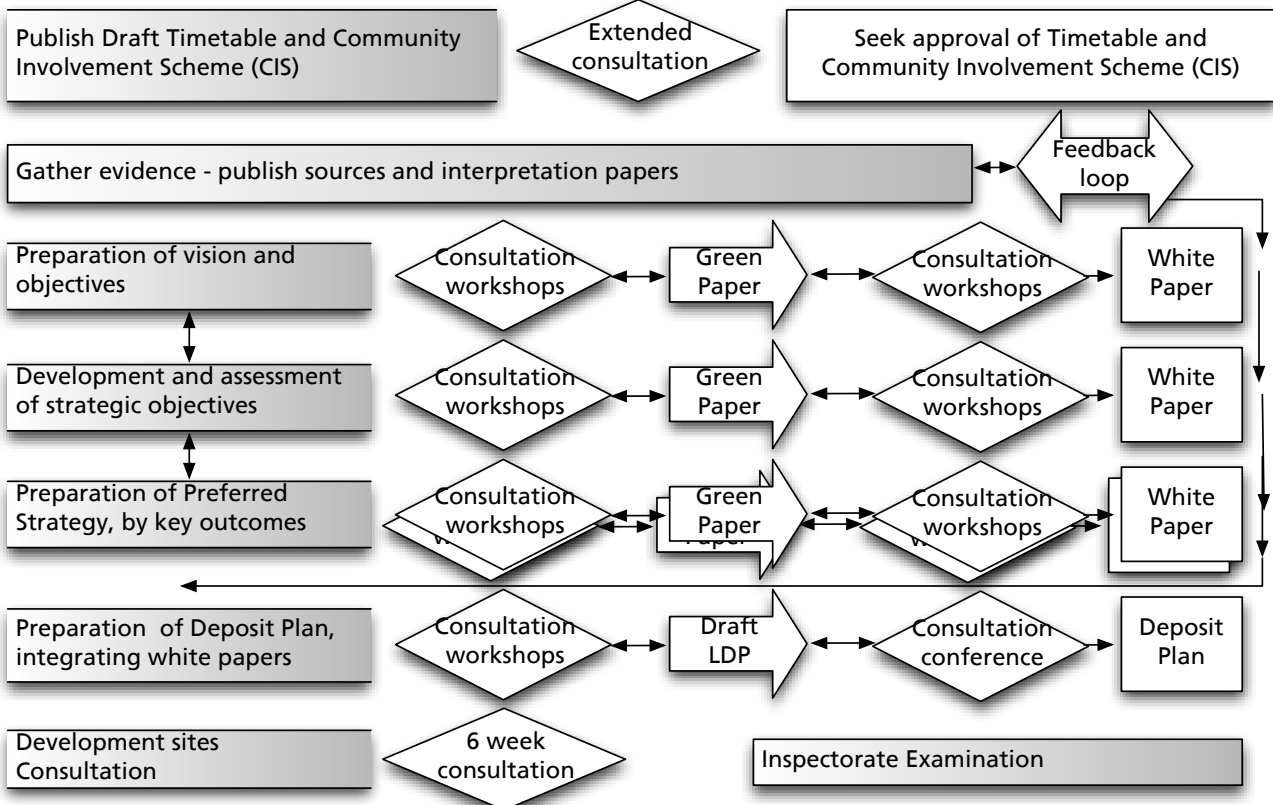 Publish Draft Timetable and Community
Involvement Scheme (CIS)
Extended
consultation
Seek approval of Timetable and
Community Involvement Scheme (CIS)
Gather evidence - publish sources and interpretation papers
Feedback
loop
Preparation of vision and
objectives
Consultation
workshops
Green
Paper
Consultation
workshops
White
Paper
Development and assessment
of strategic objectives
Consultation
workshops
Green
Paper
Consultation
workshops
White
Paper
Preparation of Preferred
Strategy, by key outcomes
Consultation
workshops
Green
Paper
Paper
Consultation
workshops
White
Paper
Preparation of Deposit Plan,
integrating white papers
Consultation
workshops
Draft
LDP
Consultation
conference
Deposit
Plan
Development sites
Consultation
6 week
consultation
Inspectorate Examination